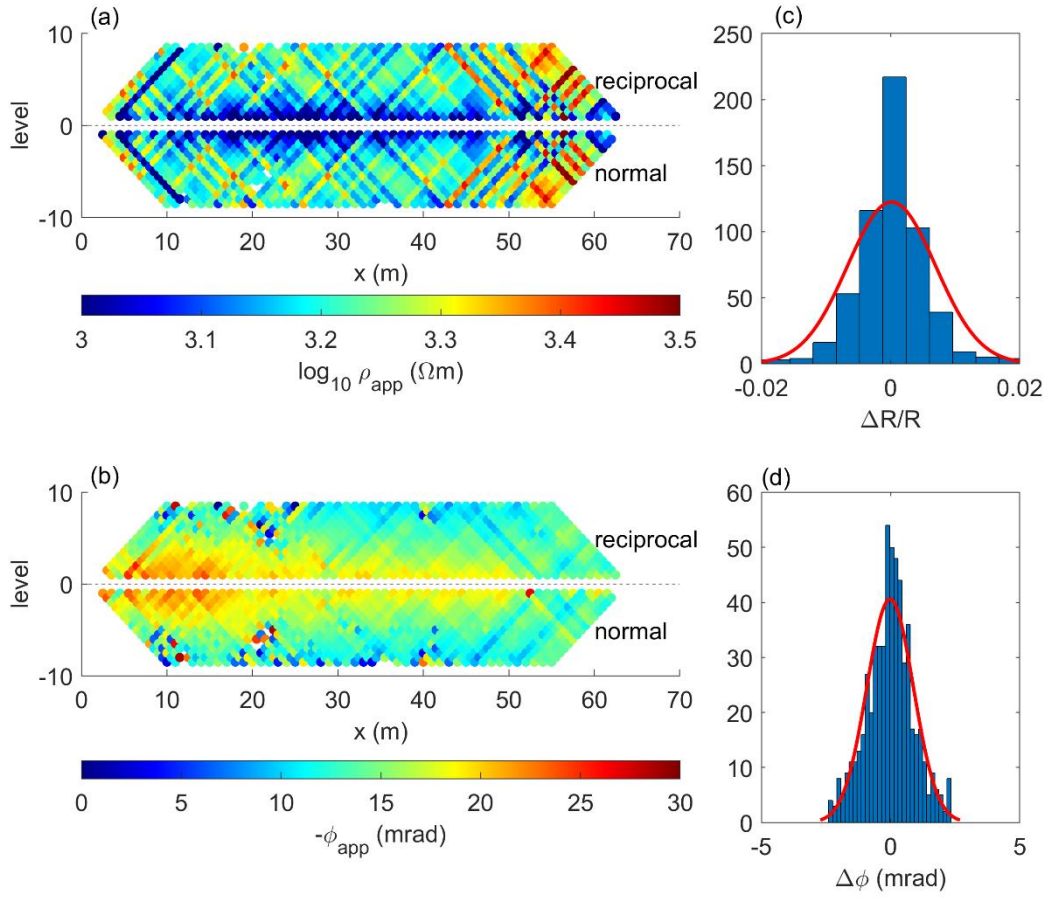 (a)
10
0
-10
level
reciprocal
normal
0 10 20 30 40 50 60 70
x (m)
3 3.1 3.2 3.3 3.4 3.5
log10 ρapp (Ωm)
(c)
250
200
150
100
50
0
-0.02 0 0.02
ΔR/R
(b)
10
0
-10
level
reciprocal
normal
0 10 20 30 40 50 60 70
x (m)
0 5 10 15 20 25 30
-ϕapp (mrad)
(d)
60
50
40
30
20
10
0
-5 0 5
Δϕ (mrad)